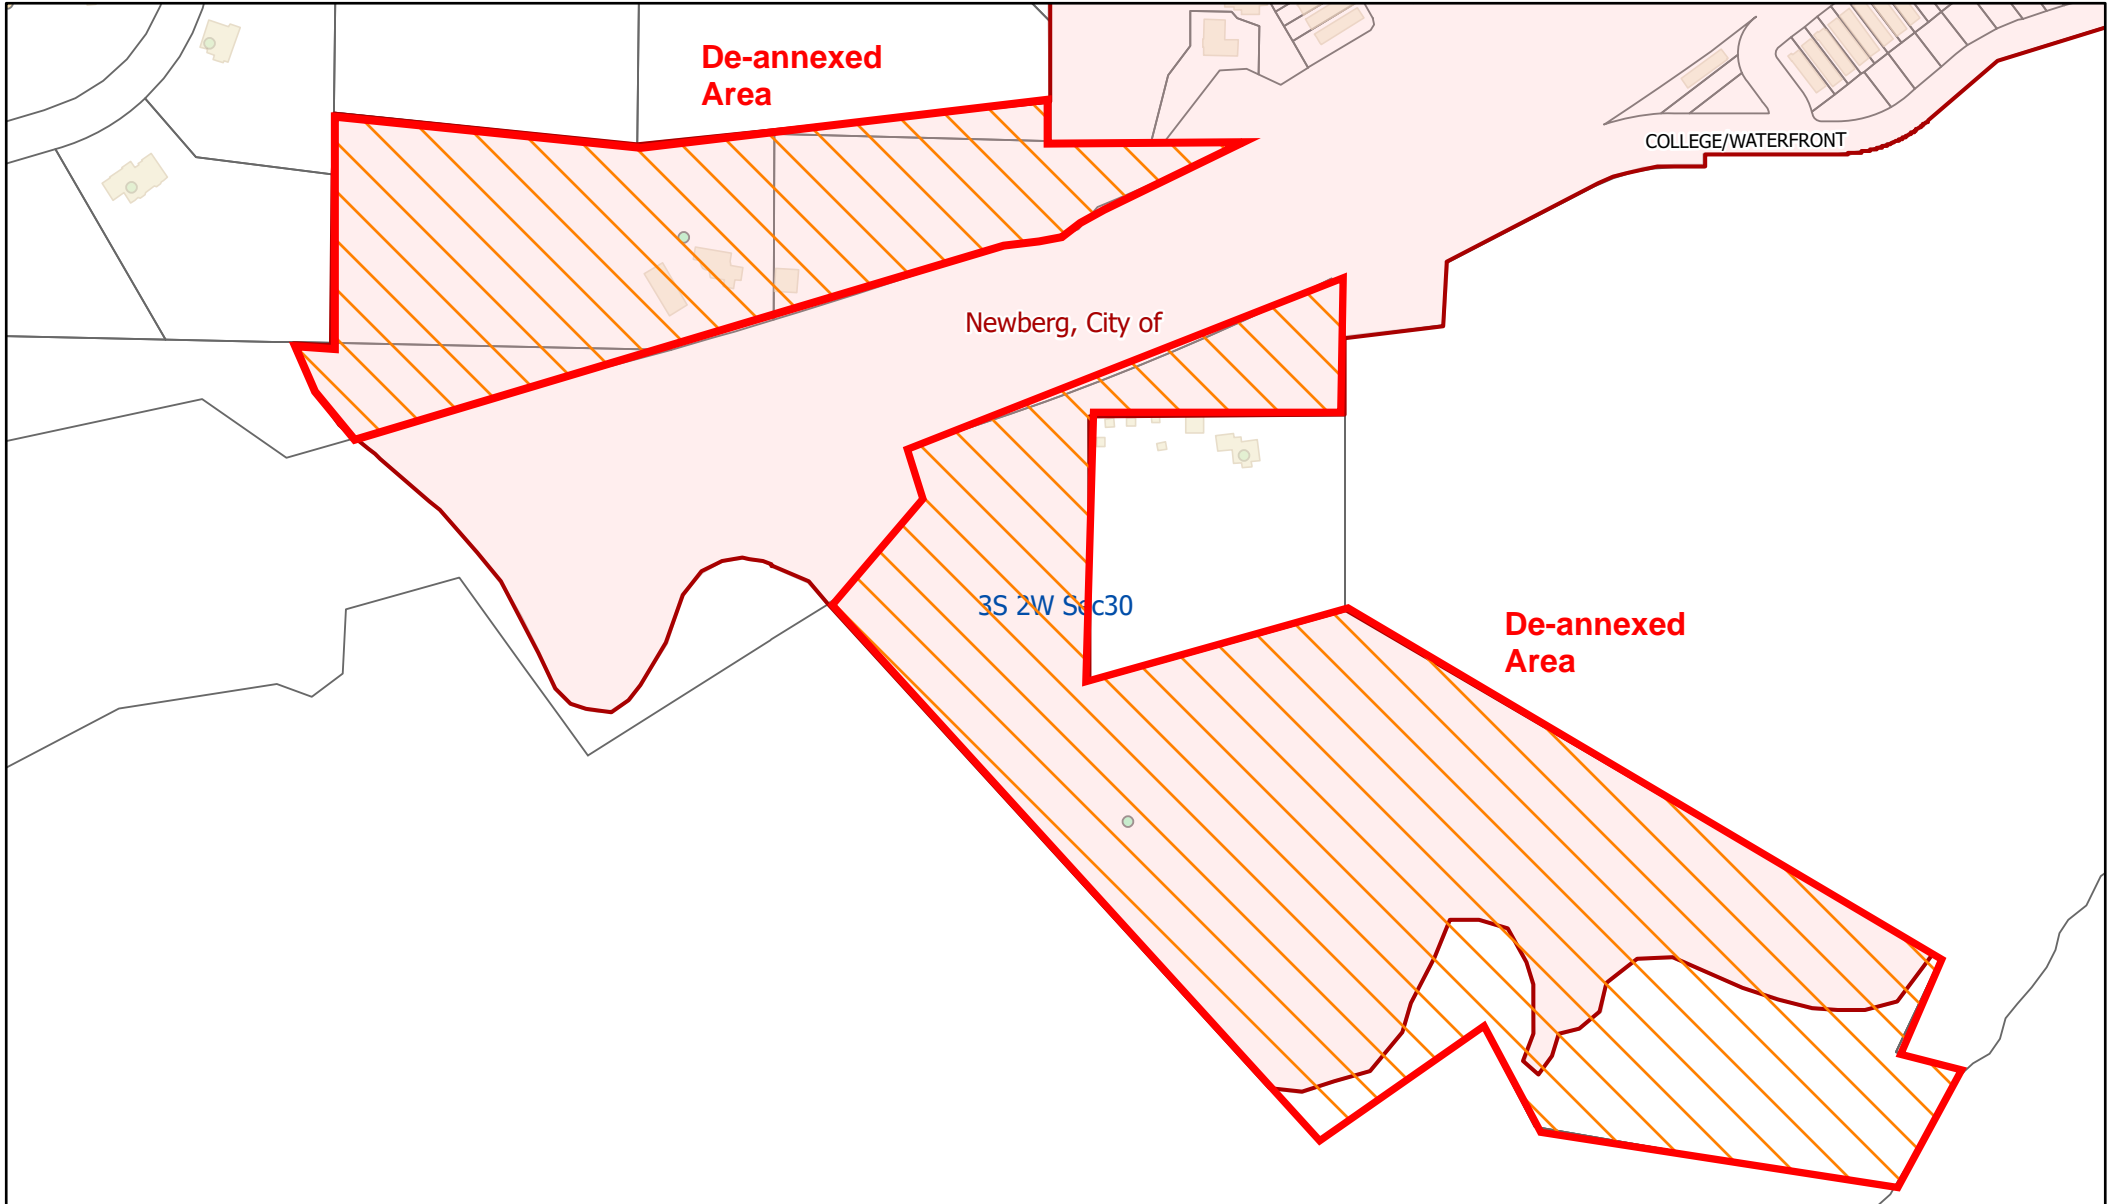 De-annexed
Area
COLLEGE/WATERFRONT
Newberg, City of
3S 2W Sec30
De-annexed
Area